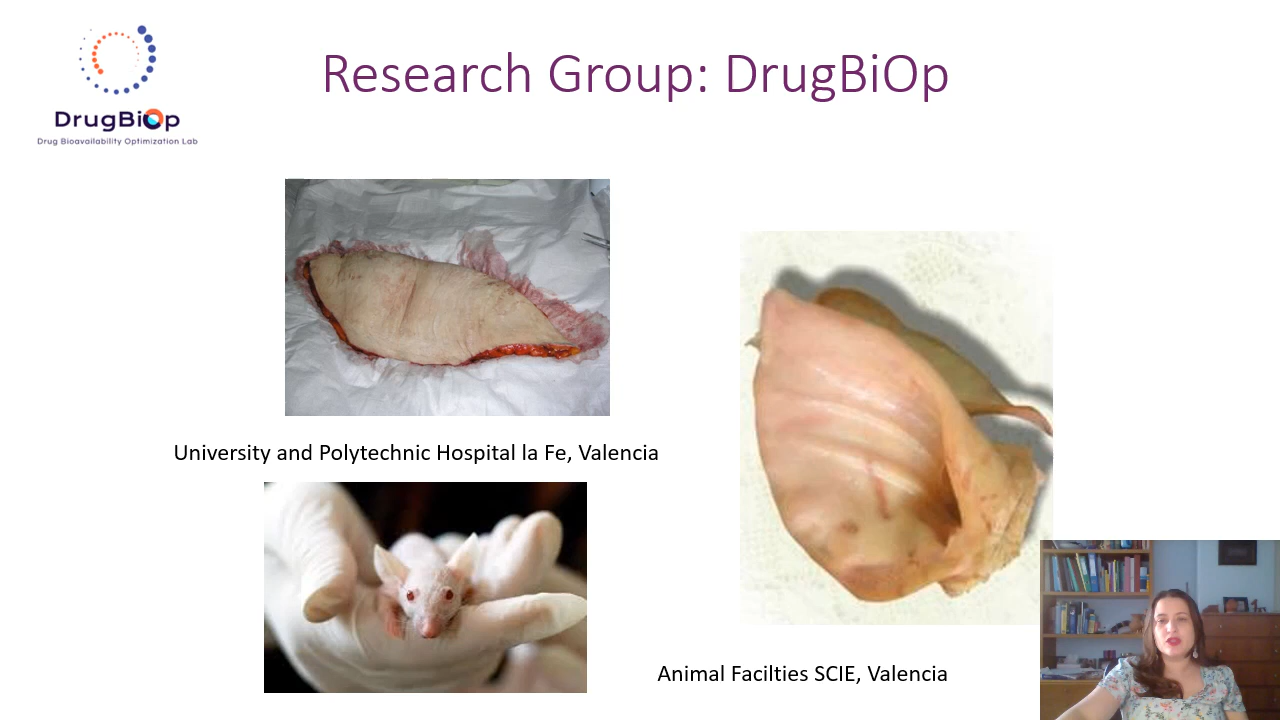 Research Group: DrugBiOp
DrugBiOp
Drug Bioavailability Optimization Lab
University and Polytechnic Hospital la Fe, Valencia
Animal Facilties SCIE, Valencia